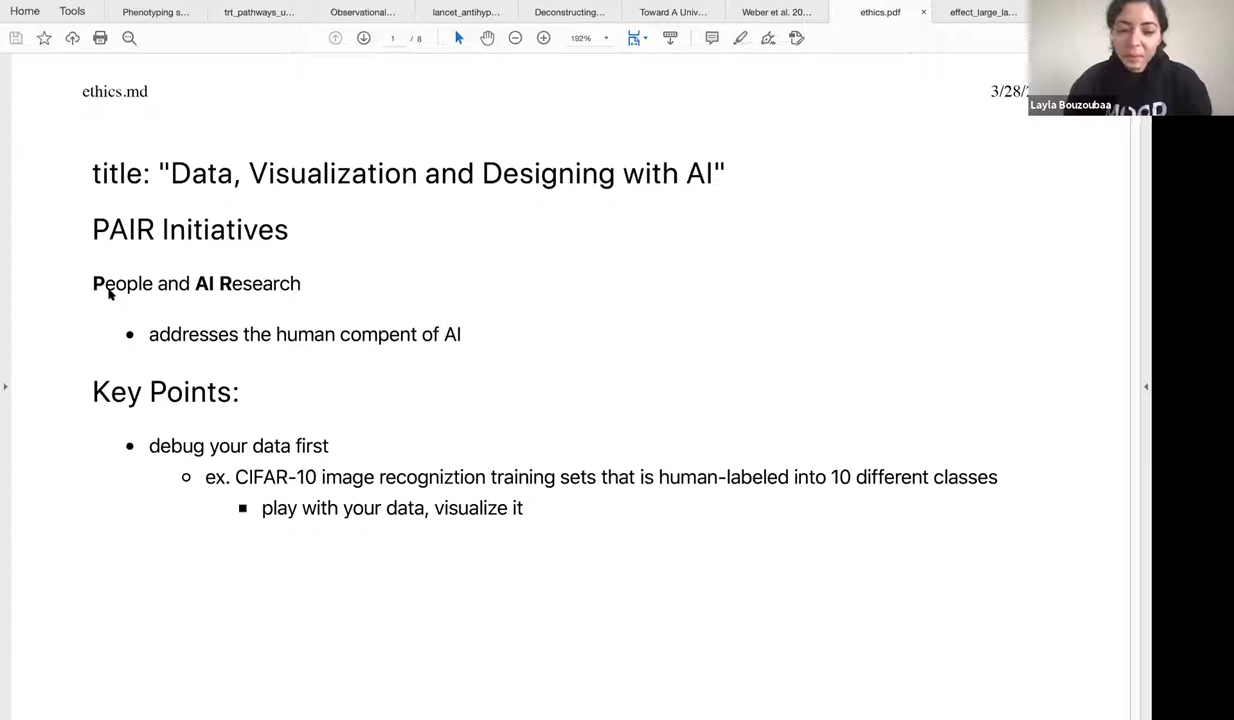 Home Tools Phenotyping s... trt_pathways_u... Observational... lancet_antihyp... Deconstructing... Toward A Univ... Weber et al. 20... ethics.pdf × effect_large_la...
1 / 8 192%
Layla Bouzoubaa
ethics.md 3/28/
title: "Data, Visualization and Designing with AI"
PAIR Initiatives
People and AI Research
• addresses the human compent of AI
Key Points:
• debug your data first
ex. CIFAR-10 image recogniztion training sets that is human-labeled into 10 different classes
play with your data, visualize it